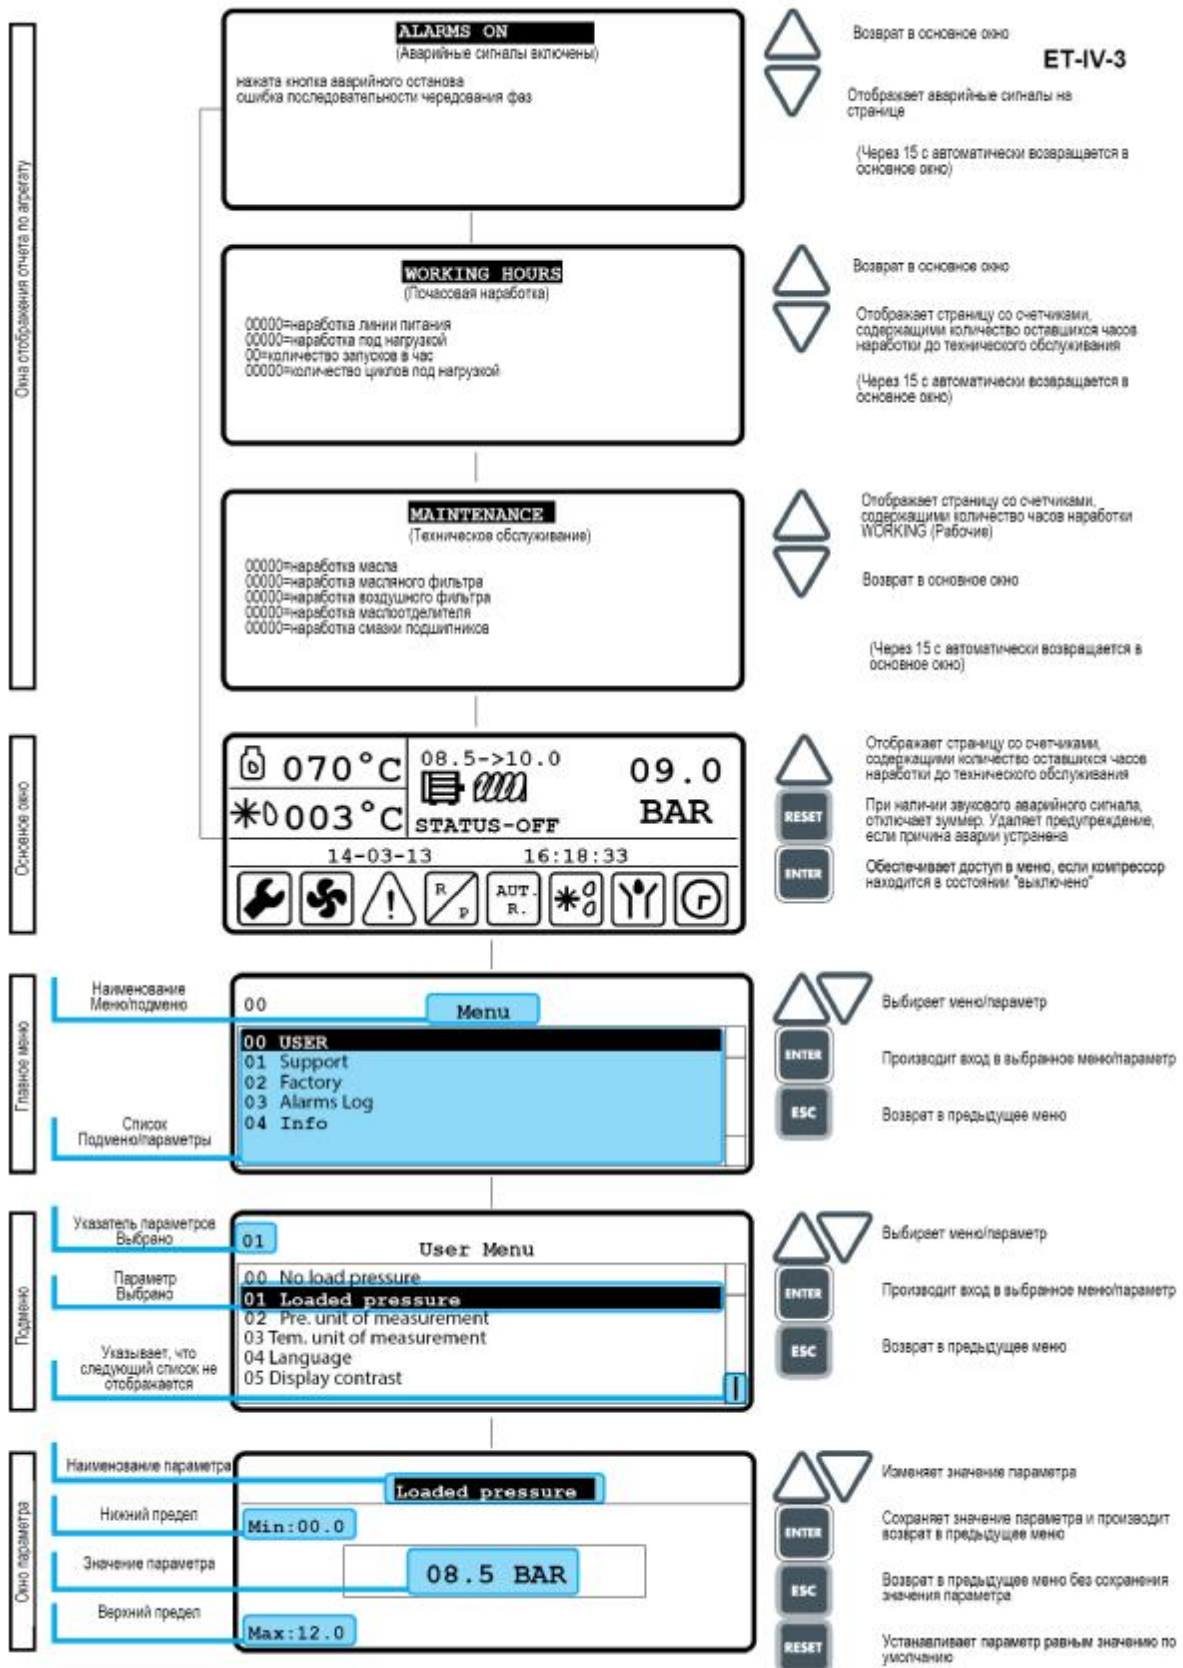 ET-IV-3
Окна отображения отчета по агрегату
ALARMS ON
(Аварийные сигналы включены)
нажата кнопка аварийного останова
ошибка последовательности чередования фаз
Возврат в основное окно
Отображает аварийные сигналы на
странице
(Через 15 с автоматически возвращается в
основное окно)
WORKING HOURS
(Почасовая наработка)
00000=наработка линии питания
00000=наработка под нагрузкой
00=количество запусков в час
00000=количество циклов под нагрузкой
Возврат в основное окно
Отображает страницу со счетчиками,
содержащими количество оставшихся часов
наработки до технического обслуживания
(Через 15 с автоматически возвращается в
основное окно)
MAINTENANCE
(Техническое обслуживание)
00000=наработка масла
00000=наработка масляного фильтра
00000=наработка воздушного фильтра
00000=наработка маслоотделителя
00000=наработка смазки подшипников
Отображает страницу со счетчиками,
содержащими количество часов наработки
WORKING (Рабочие)
Возврат в основное окно
(Через 15 с автоматически возвращается в
основное окно)
Основное окно
070°C
003°C
08.5->10.0
STATUS-OFF
09.0
BAR
14-03-13 16:18:33
R/P
AUT.
R.
Отображает страницу со счетчиками,
содержащими количество оставшихся часов
наработки до технического обслуживания
RESET
При наличии звукового аварийного сигнала,
отключает зуммер. Удаляет предупреждение,
если причина аварии устранена
ENTER
Обеспечивает доступ в меню, если компрессор
находится в состоянии "выключено"
Главное меню
Наименование
Меню/подменю
Список
Подменю/параметры
00
Menu
00 USER
01 Support
02 Factory
03 Alarms Log
04 Info
Выбирает меню/параметр
ENTER
Производит вход в выбранное меню/параметр
ESC
Возврат в предыдущее меню
Подменю
Указатель параметров
Выбрано
Параметр
Выбрано
Указывает, что
следующий список не
отображается
01
User Menu
00 No load pressure
01 Loaded pressure
02 Pre. unit of measurement
03 Tem. unit of measurement
04 Language
05 Display contrast
Выбирает меню/параметр
ENTER
Производит вход в выбранное меню/параметр
ESC
Возврат в предыдущее меню
Окно параметра
Наименование параметра
Нижний предел
Значение параметра
Верхний предел
Loaded pressure
Min:00.0
08.5 BAR
Max:12.0
Изменяет значение параметра
ENTER
Сохраняет значение параметра и производит
возврат в предыдущее меню
ESC
Возврат в предыдущее меню без сохранения
значения параметра
RESET
Устанавливает параметр равным значению по
умолчанию